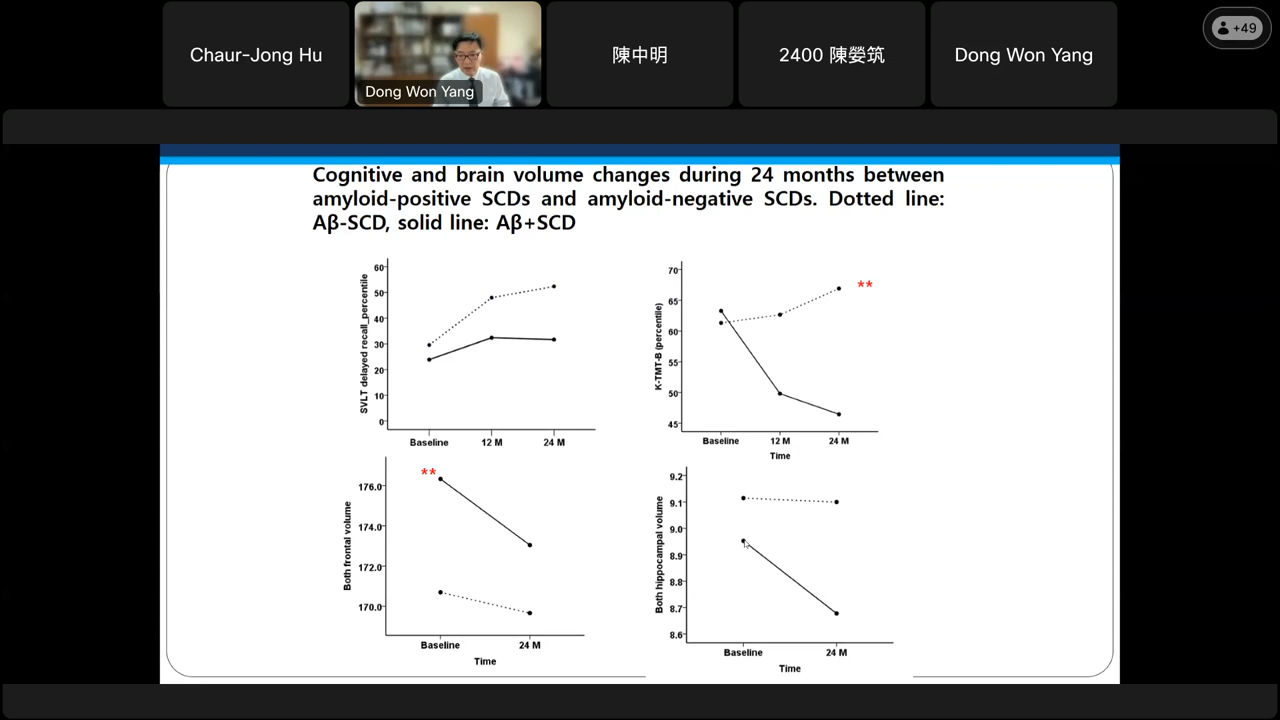 Chaur-Jong Hu
Dong Won Yang
陳中明
2400 陳嫈筑
Dong Won Yang
+49
Cognitive and brain volume changes during 24 months between
amyloid-positive SCDs and amyloid-negative SCDs. Dotted line:
Aβ-SCD, solid line: Aβ+SCD
SVLT delayed recall_percentile
60
50
40
30
20
10
0
Baseline 12 M 24 M
K-TMT-B (percentile)
70
65
60
55
50
45
**
Baseline 12 M 24 M
Time
Both frontal volume
**
176.0
174.0
172.0
170.0
Baseline 24 M
Time
Both hippocampal volume
9.2
9.1
9.0
8.9
8.8
8.7
8.6
Baseline 24 M
Time